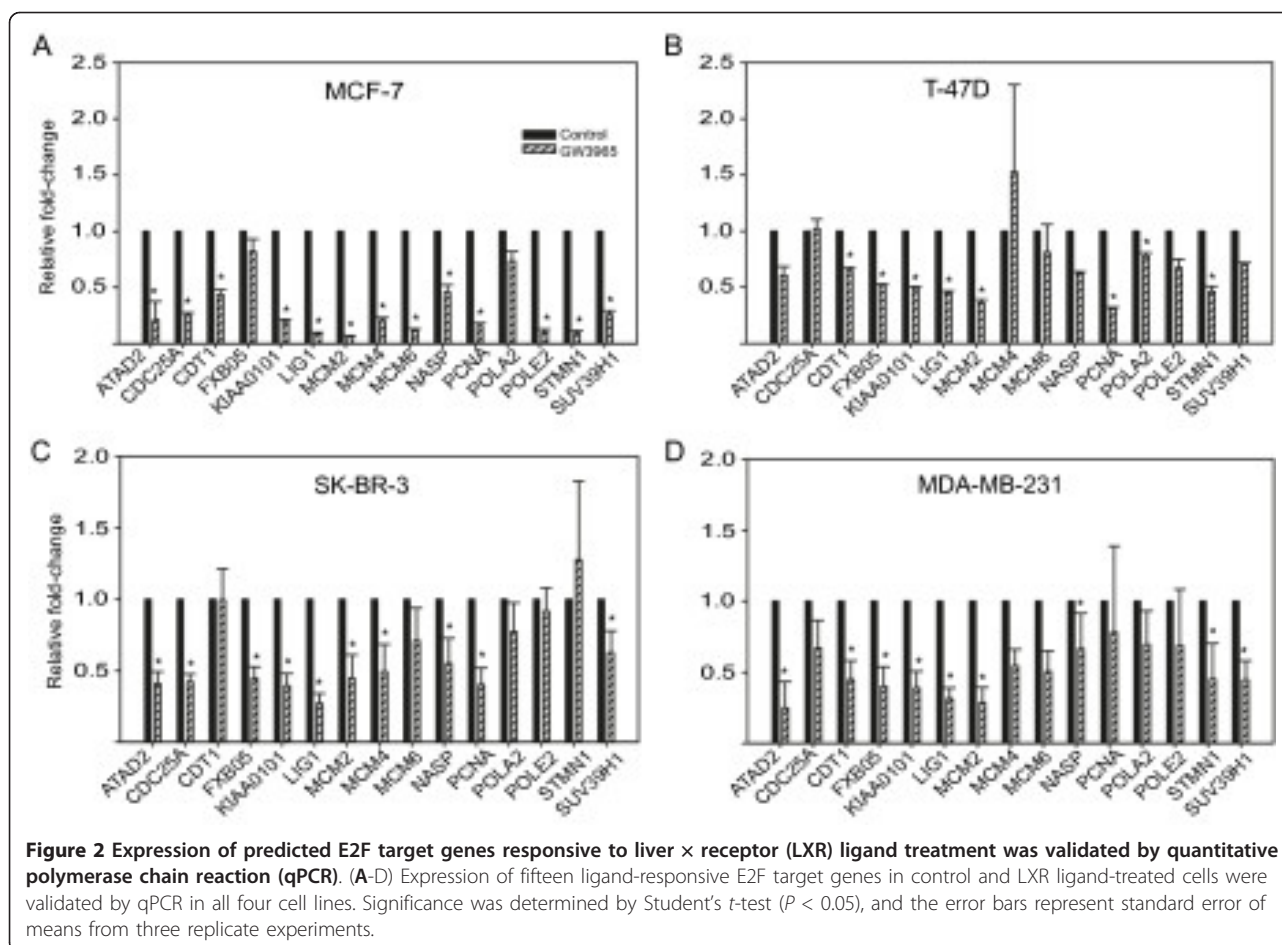 A
2.5
2.0
1.5
1.0
0.5
Relative fold-change
MCF-7
Control
GW3965
ATAD2
CDC25A
CDT1
FXB05
KIAA0101
LIG1
MCM2
MCM4
MCM6
NASP
PCNA
POLA2
POLE2
STMN1
SUV39H1
B
2.5
2.0
1.5
1.0
0.5
T-47D
ATAD2
CDC25A
CDT1
FXB05
KIAA0101
LIG1
MCM2
MCM4
MCM6
NASP
PCNA
POLA2
POLE2
STMN1
SUV39H1
C
2.0
1.5
1.0
0.5
Relative fold-change
SK-BR-3
ATAD2
CDC25A
CDT1
FXB05
KIAA0101
LIG1
MCM2
MCM4
MCM6
NASP
PCNA
POLA2
POLE2
STMN1
SUV39H1
D
2.0
1.5
1.0
0.5
MDA-MB-231
ATAD2
CDC25A
CDT1
FXB05
KIAA0101
LIG1
MCM2
MCM4
MCM6
NASP
PCNA
POLA2
POLE2
STMN1
SUV39H1
Figure 2 Expression of predicted E2F target genes responsive to liver × receptor (LXR) ligand treatment was validated by quantitative
polymerase chain reaction (qPCR). (A-D) Expression of fifteen ligand-responsive E2F target genes in control and LXR ligand-treated cells were
validated by qPCR in all four cell lines. Significance was determined by Student's t-test (P < 0.05), and the error bars represent standard error of
means from three replicate experiments.